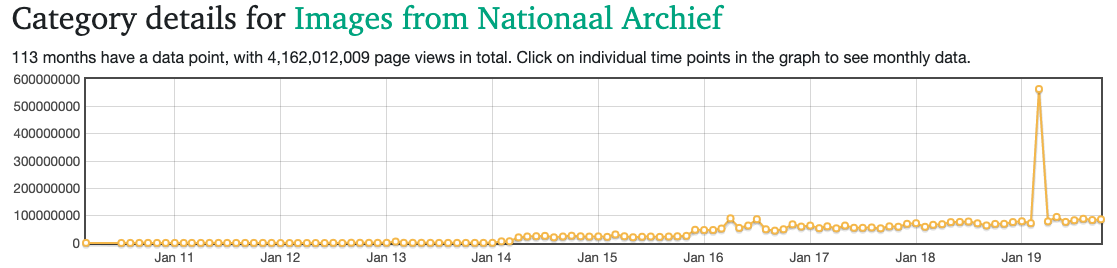 Category details for Images from Nationaal Archief
113 months have a data point, with 4,162,012,009 page views in total. Click on individual time points in the graph to see monthly data.
600000000
500000000
400000000
300000000
200000000
100000000
0
Jan 11 Jan 12 Jan 13 Jan 14 Jan 15 Jan 16 Jan 17 Jan 18 Jan 19